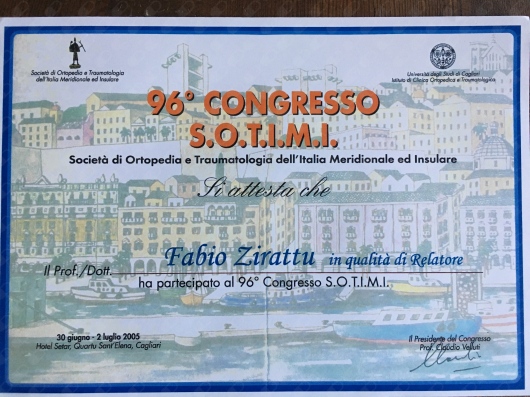 Società di Ortopedia e Traumatologia
dell'Italia Meridionale ed Insulare
Università degli Studi di Cagliari
Istituto di Clinica Ortopedica e Traumatologica
96° CONGRESSO
S.O.T.I.M.I.
Società di Ortopedia e Traumatologia dell'Italia Meridionale ed Insulare
Si attesta che
Il Prof./Dott. Fabio Zirattu in qualità di Relatore
ha partecipato al 96° Congresso S.O.T.I.M.I.
30 giugno - 2 luglio 2005
Hotel Setar, Quartu Sant'Elena, Cagliari
Il Presidente del Congresso
Prof. Claudio Velluti